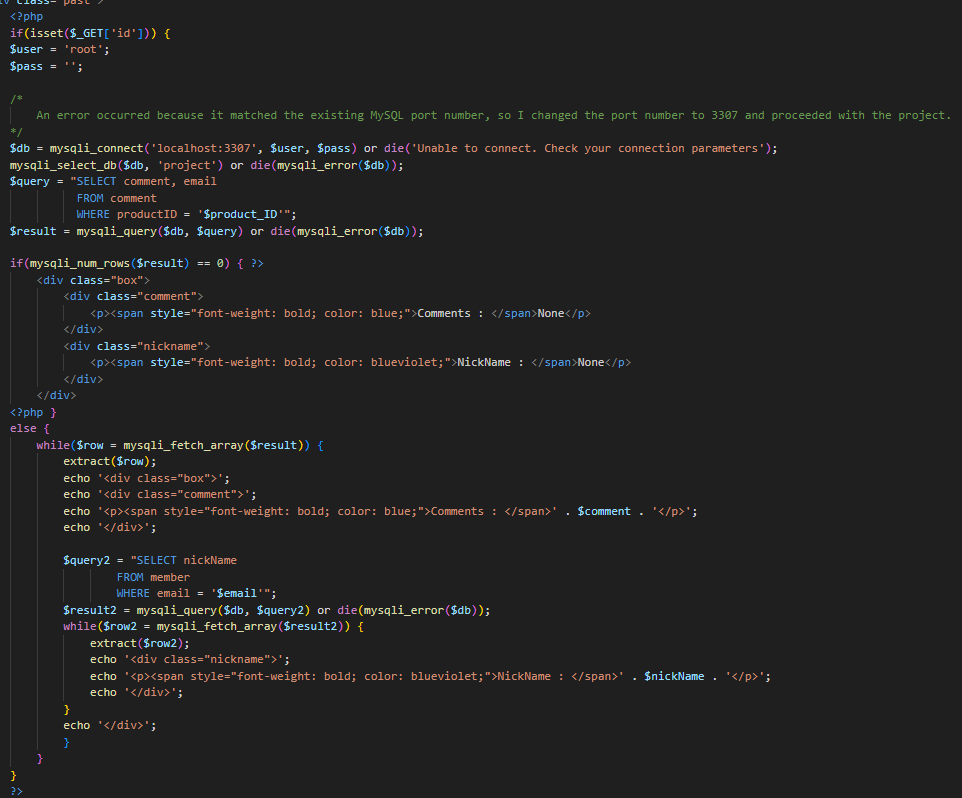 <?php
if(isset($_GET['id'])) {
$user = 'root';
$pass = '';
/*
An error occurred because it matched the existing MySQL port number, so I changed the port number to 3307 and proceeded with the project.
*/
$db = mysqli_connect('localhost:3307', $user, $pass) or die('Unable to connect. Check your connection parameters');
mysqli_select_db($db, 'project') or die(mysqli_error($db));
$query = "SELECT comment, email
FROM comment
WHERE productID = '$product_ID'";
$result = mysqli_query($db, $query) or die(mysqli_error($db));
if(mysqli_num_rows($result) == 0) { ?>
<div class="box">
<div class="comment">
<p><span style="font-weight: bold; color: blue;">Comments : </span>None</p>
</div>
<div class="nickname">
<p><span style="font-weight: bold; color: blueviolet;">NickName : </span>None</p>
</div>
</div>
<?php }
else {
while($row = mysqli_fetch_array($result)) {
extract($row);
echo '<div class="box">';
echo '<div class="comment">';
echo '<p><span style="font-weight: bold; color: blue;">Comments : </span>' . $comment . '</p>';
echo '</div>';
$query2 = "SELECT nickName
FROM member
WHERE email = '$email'";
$result2 = mysqli_query($db, $query2) or die(mysqli_error($db));
while($row2 = mysqli_fetch_array($result2)) {
extract($row2);
echo '<div class="nickname">';
echo '<p><span style="font-weight: bold; color: blueviolet;">NickName : </span>' . $nickName . '</p>';
echo '</div>';
}
echo '</div>';
}
}
}
?>